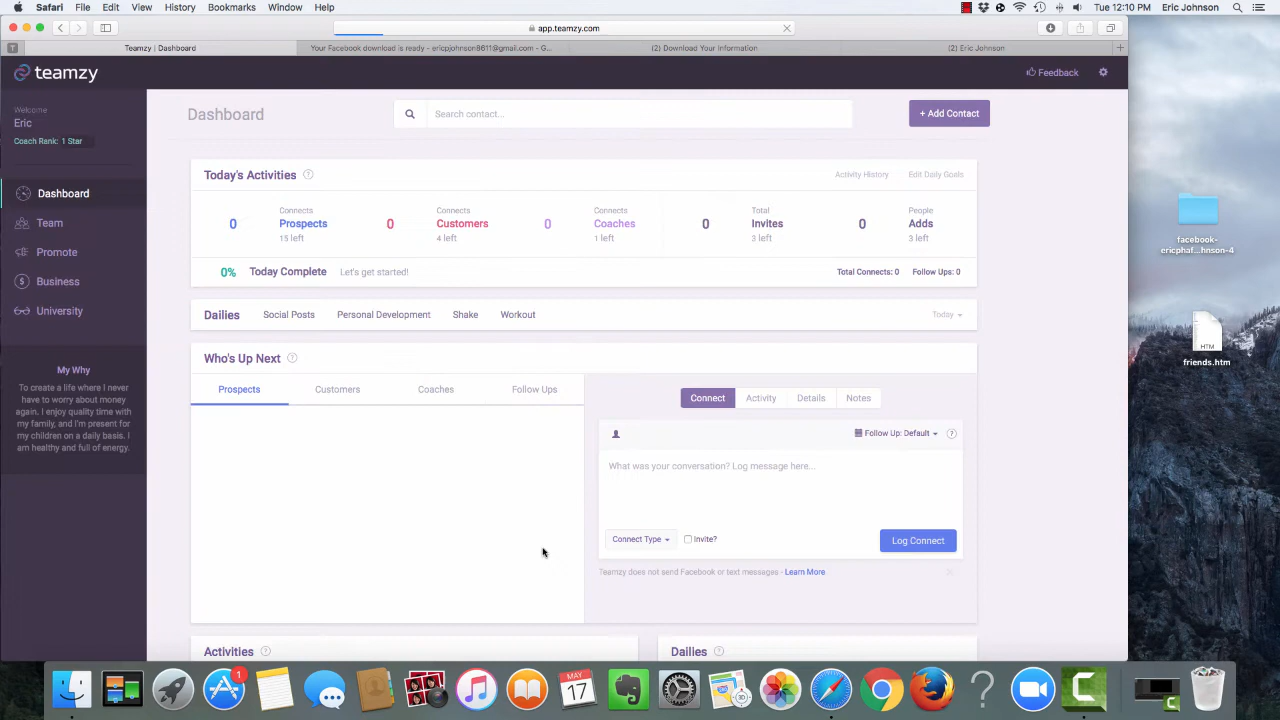 Safari File Edit View History Bookmarks Window Help Tue 12:10 PM Eric Johnson
app.teamzy.com
T Teamzy | Dashboard Your Facebook download is ready - ericpjohnson8611@gmail.com - G... (2) Download Your Information (2) Eric Johnson
teamzy Feedback
Welcome
Eric
Coach Rank: 1 Star
Dashboard
Team
Promote
Business
University
My Why
To create a life where I never
have to worry about money
again. I enjoy quality time with
my family, and I'm present for
my children on a daily basis. I
am healthy and full of energy.
Dashboard Search contact... + Add Contact
Today's Activities ? Activity History Edit Daily Goals
0 Connects Prospects 15 left
0 Connects Customers 4 left
0 Connects Coaches 1 left
0 Total Invites 3 left
0 People Adds 3 left
0% Today Complete Let's get started! Total Connects: 0 Follow Ups: 0
Dailies Social Posts Personal Development Shake Workout Today
Who's Up Next ?
Prospects Customers Coaches Follow Ups
Connect Activity Details Notes
Follow Up: Default ?
What was your conversation? Log message here...
Connect Type Invite? Log Connect
Teamzy does not send Facebook or text messages - Learn More
Activities ? Dailies ?
facebook-
ericphaf...hnson-4
HTM
friends.htm
1
MAY
17
?